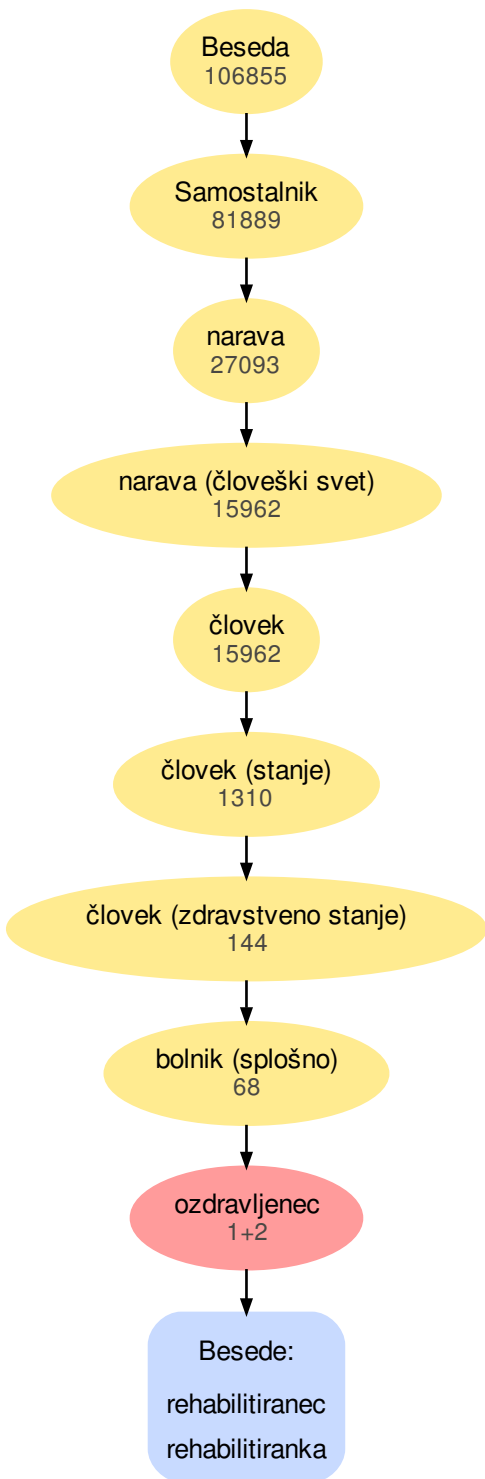 Beseda
106855
Samostalnik
81889
narava
27093
narava (človeški svet)
15962
človek
15962
človek (stanje)
1310
človek (zdravstveno stanje)
144
bolnik (splošno)
68
ozdravljenec
1+2
Besede:
rehabilitiranec
rehabilitiranka